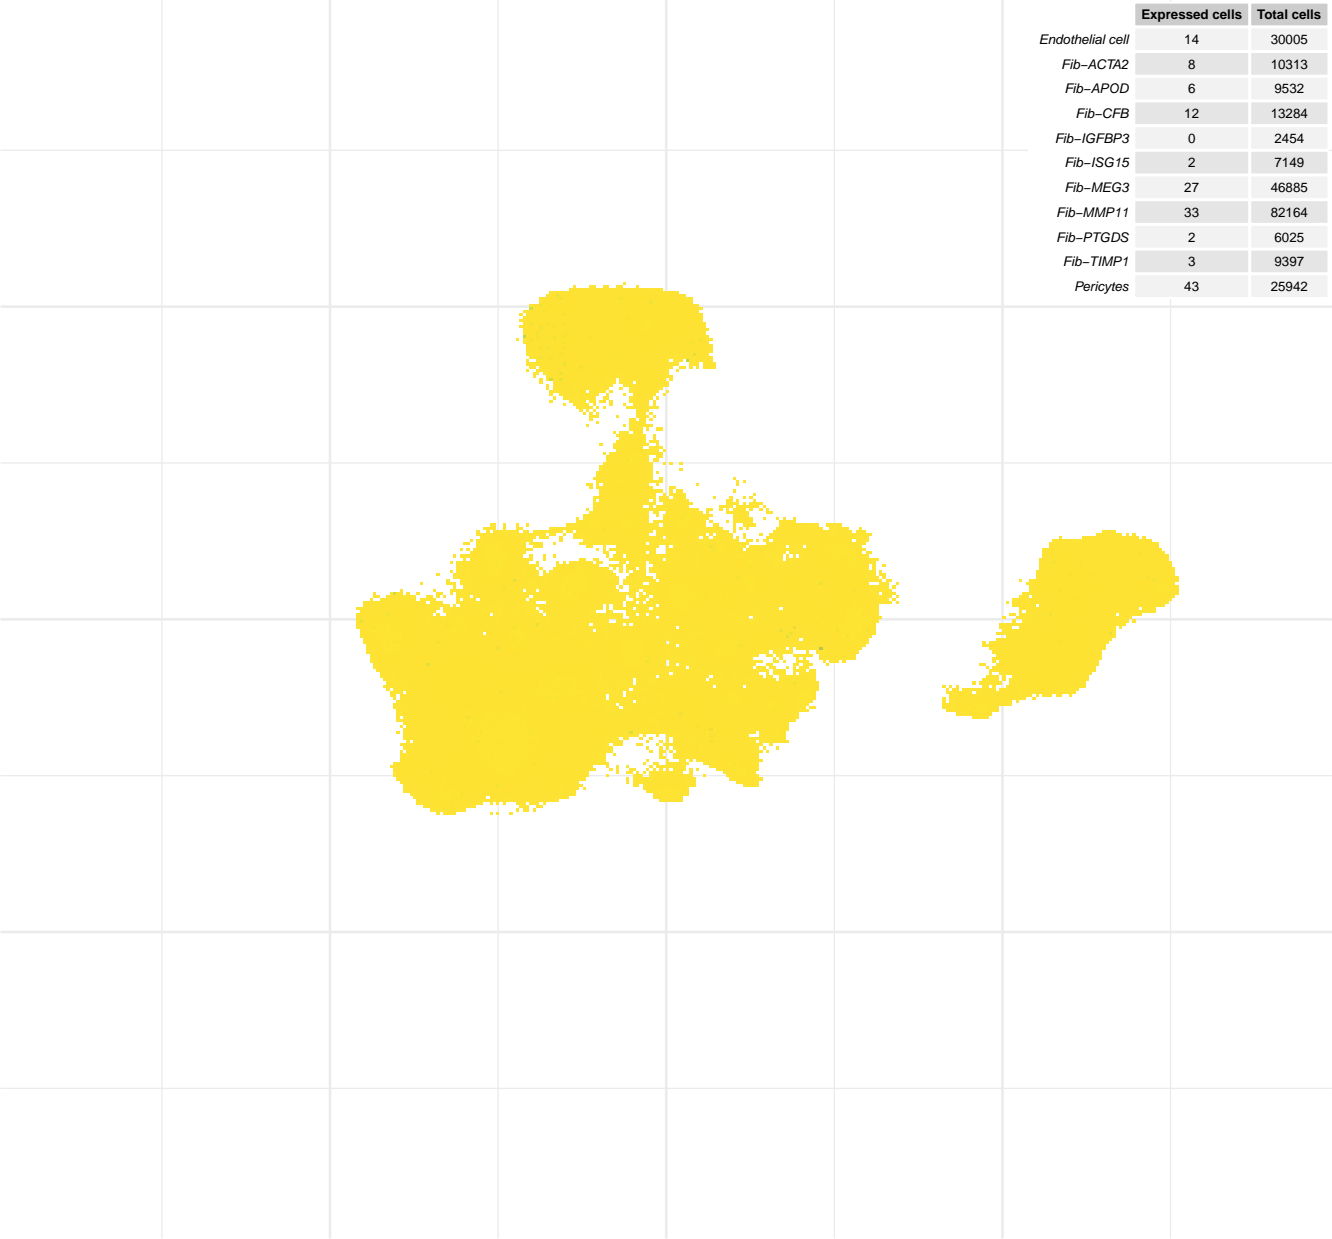 Expressed cells Total cells
Endothelial cell 14 30005
Fib−ACTA2 8 10313
Fib−APOD 6 9532
Fib−CFB 12 13284
Fib−IGFBP3 0 2454
Fib−ISG15 2 7149
Fib−MEG3 27 46885
Fib−MMP11 33 82164
Fib−PTGDS 2 6025
Fib−TIMP1 3 9397
Pericytes 43 25942